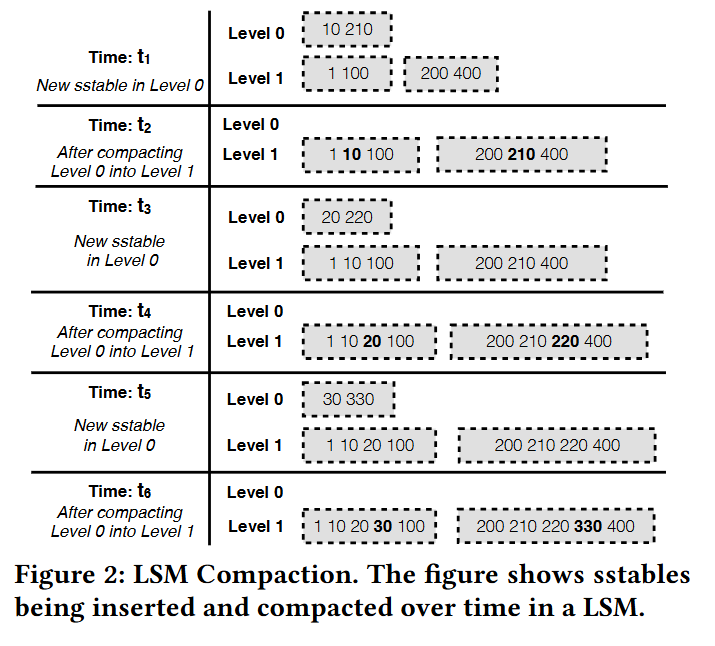 Time: t1
New sstable in Level 0
Level 0
10 210
Level 1
1 100
200 400
Time: t2
After compacting
Level 0 into Level 1
Level 0
Level 1
1 10 100
200 210 400
Time: t3
New sstable
in Level 0
Level 0
20 220
Level 1
1 10 100
200 210 400
Time: t4
After compacting
Level 0 into Level 1
Level 0
Level 1
1 10 20 100
200 210 220 400
Time: t5
New sstable
in Level 0
Level 0
30 330
Level 1
1 10 20 100
200 210 220 400
Time: t6
After compacting
Level 0 into Level 1
Level 0
Level 1
1 10 20 30 100
200 210 220 330 400
Figure 2: LSM Compaction. The figure shows sstables
being inserted and compacted over time in a LSM.